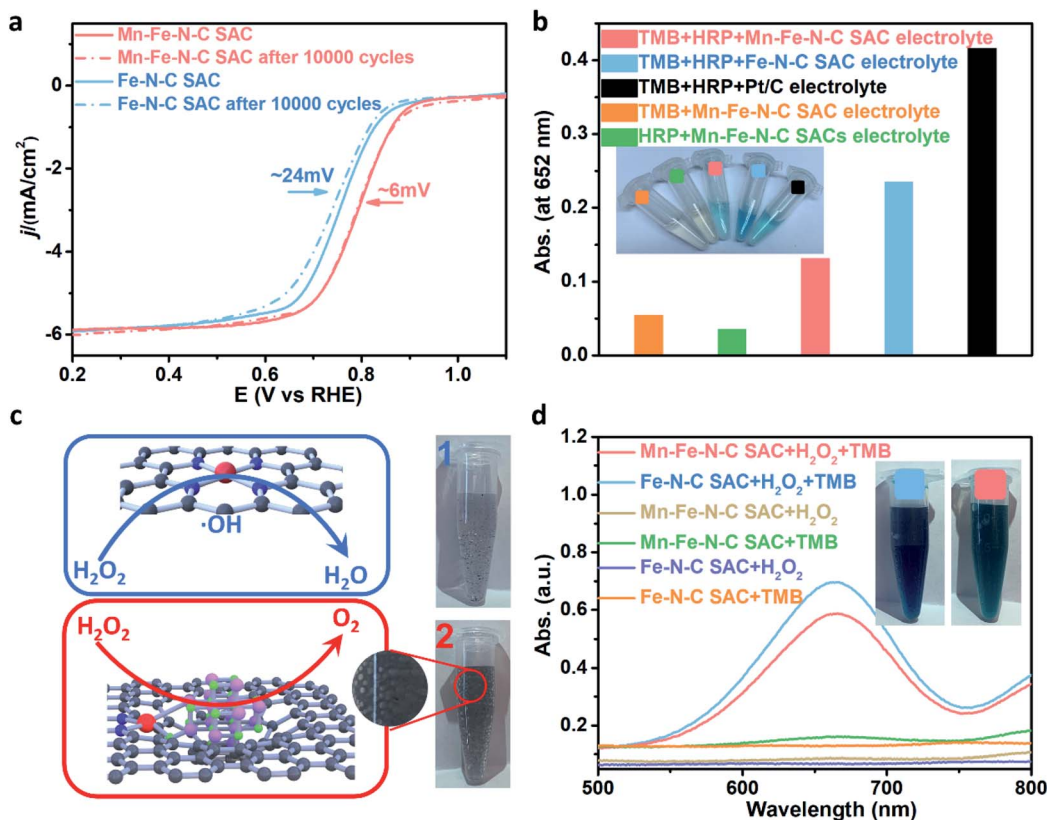 a
Mn-Fe-N-C SAC
Mn-Fe-N-C SAC after 10000 cycles
Fe-N-C SAC
Fe-N-C SAC after 10000 cycles
0
-2
-4
-6
j/(mA/cm²)
~24mV
~6mV
0.2 0.4 0.6 0.8 1.0
E (V vs RHE)
b
TMB+HRP+Mn-Fe-N-C SAC electrolyte
TMB+HRP+Fe-N-C SAC electrolyte
TMB+HRP+Pt/C electrolyte
TMB+Mn-Fe-N-C SAC electrolyte
HRP+Mn-Fe-N-C SACs electrolyte
0.4
0.3
0.2
0.1
0.0
Abs. (at 652 nm)
c
·OH
H₂O₂
H₂O
1
H₂O₂
O₂
2
d
1.2
1.0
0.8
0.6
0.4
0.2
Abs. (a.u.)
Mn-Fe-N-C SAC+H₂O₂+TMB
Fe-N-C SAC+H₂O₂+TMB
Mn-Fe-N-C SAC+H₂O₂
Mn-Fe-N-C SAC+TMB
Fe-N-C SAC+H₂O₂
Fe-N-C SAC+TMB
500 600 700 800
Wavelength (nm)